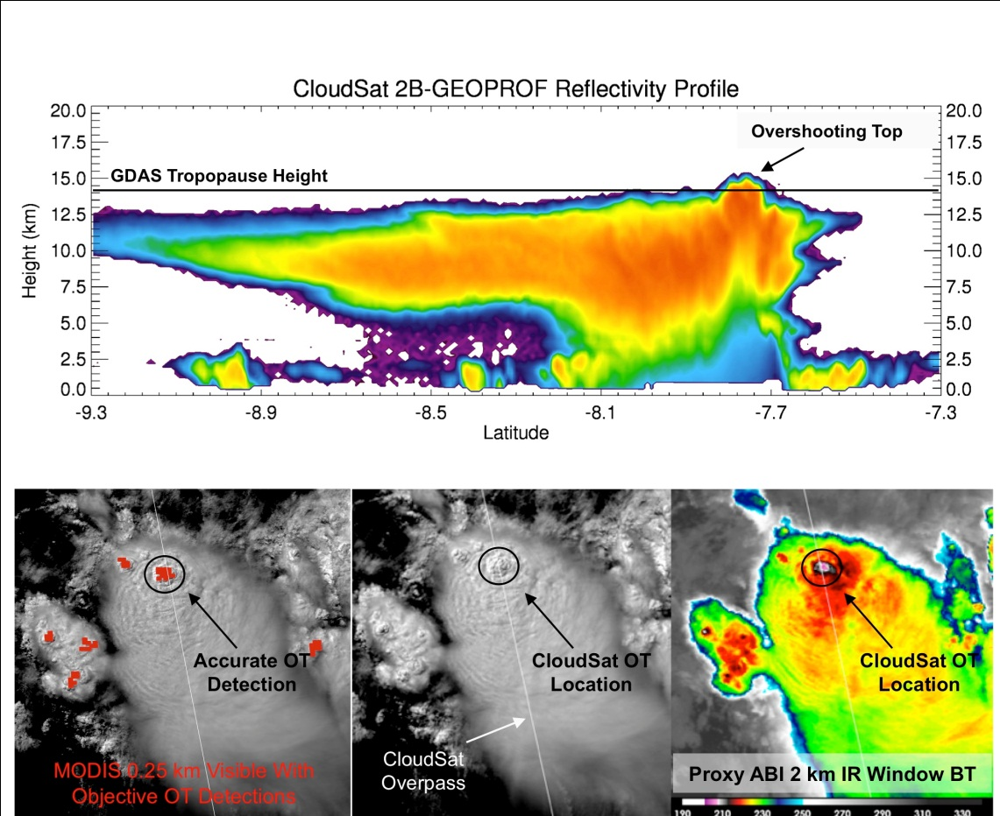 CloudSat 2B-GEOPROF Reflectivity Profile
20.0
17.5
15.0
12.5
10.0
7.5
5.0
2.5
0.0
Height (km)
GDAS Tropopause Height
Overshooting Top
20.0
17.5
15.0
12.5
10.0
7.5
5.0
2.5
0.0
-9.3 -8.9 -8.5 -8.1 -7.7 -7.3
Latitude
Accurate OT
Detection
MODIS 0.25 km Visible With
Objective OT Detections
CloudSat OT
Location
CloudSat
Overpass
CloudSat OT
Location
Proxy ABI 2 km IR Window BT
190 210 230 250 270 290 310 330